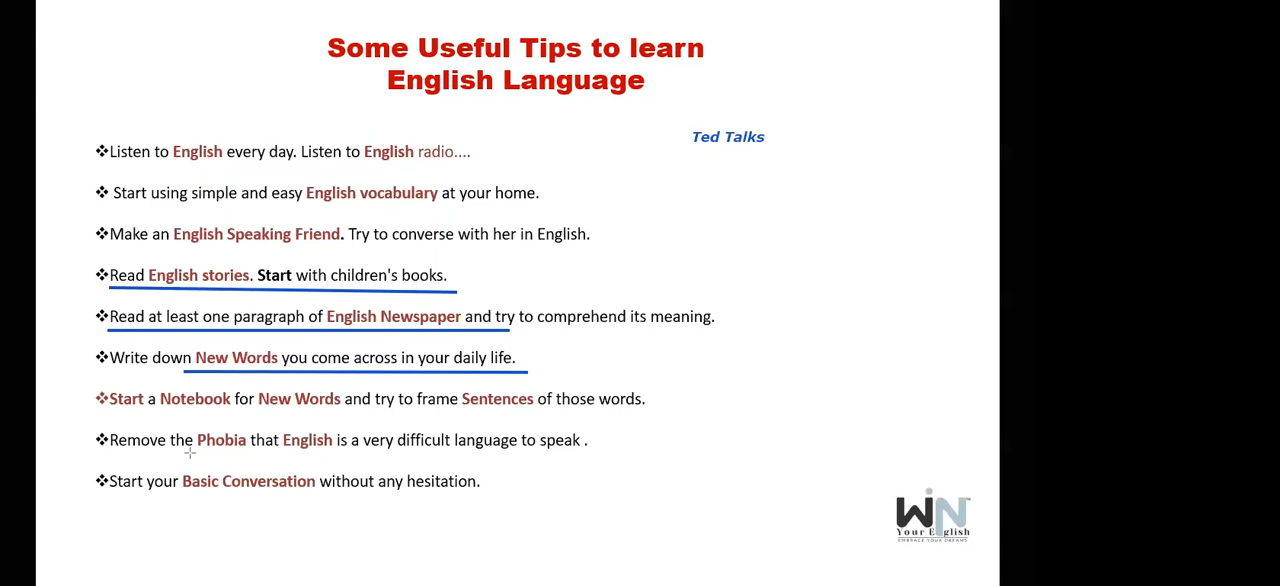 Some Useful Tips to learn
English Language
Ted Talks
❖Listen to English every day. Listen to English radio....
❖ Start using simple and easy English vocabulary at your home.
❖Make an English Speaking Friend. Try to converse with her in English.
❖Read English stories. Start with children's books.
❖Read at least one paragraph of English Newspaper and try to comprehend its meaning.
❖Write down New Words you come across in your daily life.
❖Start a Notebook for New Words and try to frame Sentences of those words.
❖Remove the Phobia that English is a very difficult language to speak .
❖Start your Basic Conversation without any hesitation.
WiN™
Your English
EMBRACE YOUR DREAMS